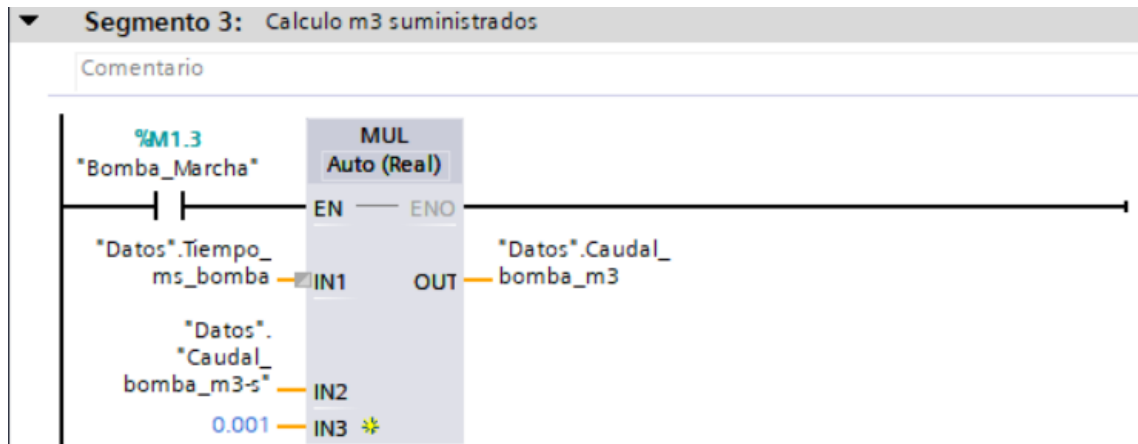 Segmento 3: Calculo m3 suministrados
Comentario
%M1.3
"Bomba_Marcha"
MUL
Auto (Real)
EN
ENO
"Datos".Tiempo_
ms_bomba
IN1
OUT
"Datos".Caudal_
bomba_m3
"Datos".
"Caudal_
bomba_m3-s"
IN2
0.001
IN3